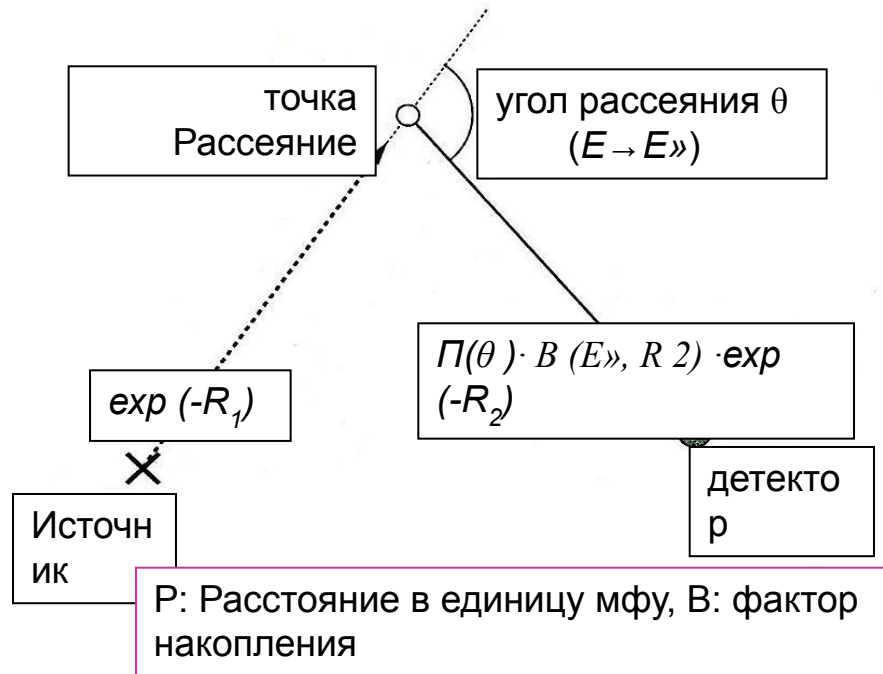 точка
Рассеяние
угол рассеяния θ
(E→E»)
П(θ )· B (E», R 2) ·exp
(-R₂)
exp (-R₁)
детекто
р
Источн
ик
Р: Расстояние в единицу мфу, В: фактор
накопления